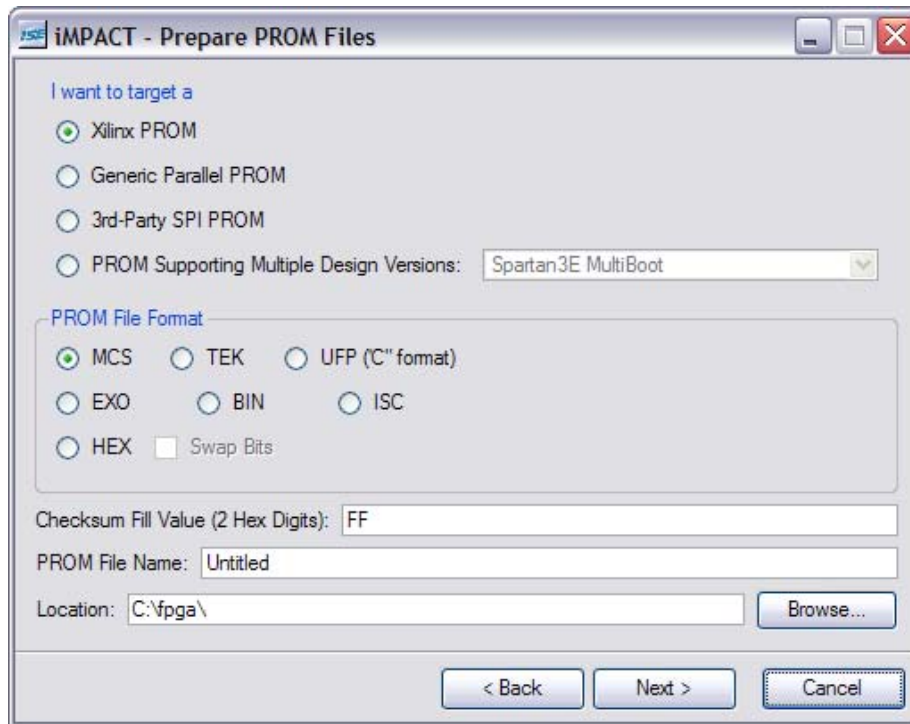 ISE iMPACT - Prepare PROM Files
I want to target a
Xilinx PROM
Generic Parallel PROM
3rd-Party SPI PROM
PROM Supporting Multiple Design Versions: Spartan3E MultiBoot
PROM File Format
MCS TEK UFP ('C" format)
EXO BIN ISC
HEX Swap Bits
Checksum Fill Value (2 Hex Digits): FF
PROM File Name: Untitled
Location: C:\fpga\ Browse...
< Back Next > Cancel